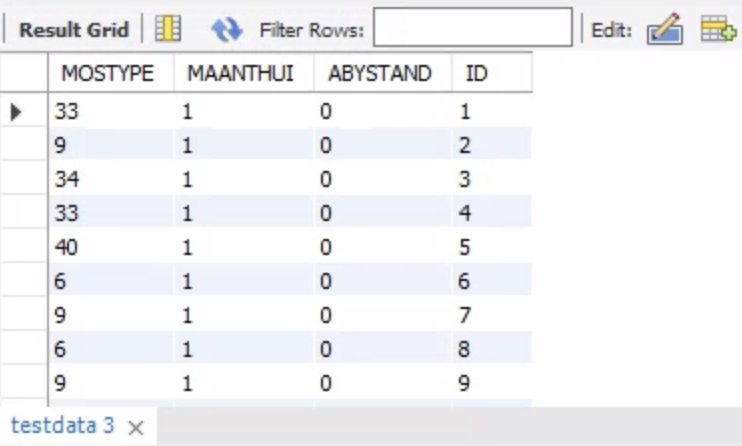 Result Grid Filter Rows: Edit:
MOSTYPE MAANTHUI ABYSTAND ID
33 1 0 1
9 1 0 2
34 1 0 3
33 1 0 4
40 1 0 5
6 1 0 6
9 1 0 7
6 1 0 8
9 1 0 9
testdata 3